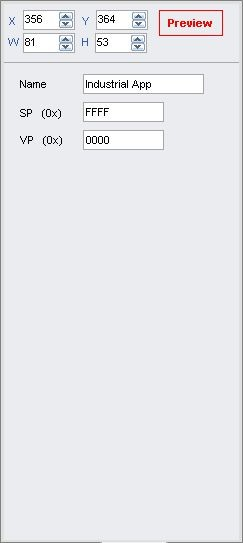 X 356 Y 364 Preview
W 81 H 53
Name Industrial App
SP (0x) FFFF
VP (0x) 0000